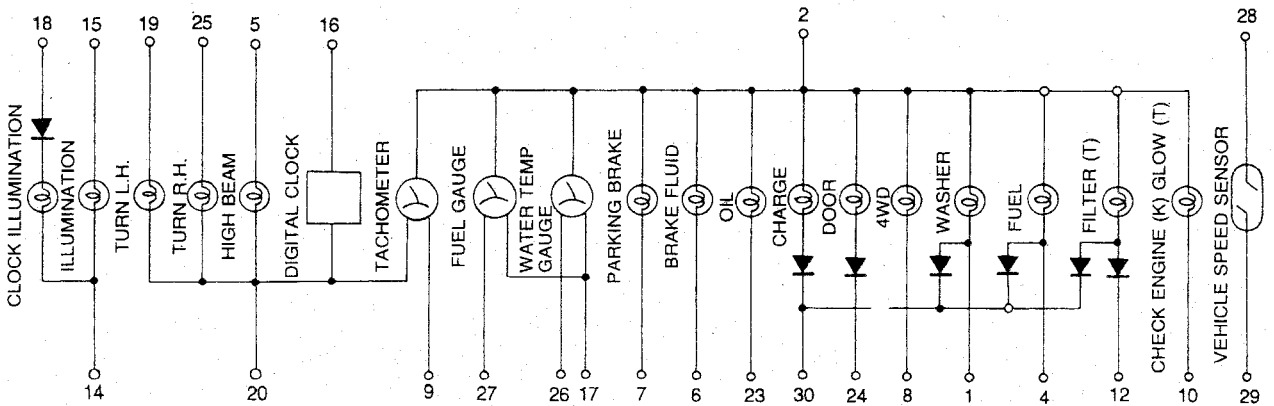 18
15
19
25
5
16
2
28
CLOCK ILLUMINATION
ILLUMINATION
TURN L.H.
TURN R.H.
HIGH BEAM
DIGITAL CLOCK
TACHOMETER
FUEL GAUGE
WATER TEMP
GAUGE
PARKING BRAKE
BRAKE FLUID
OIL
CHARGE
DOOR
4WD
WASHER
FUEL
FILTER (T)
CHECK ENGINE (K) GLOW (T)
VEHICLE SPEED SENSOR
14
20
9
27
26
17
7
6
23
30
24
8
1
4
12
10
29